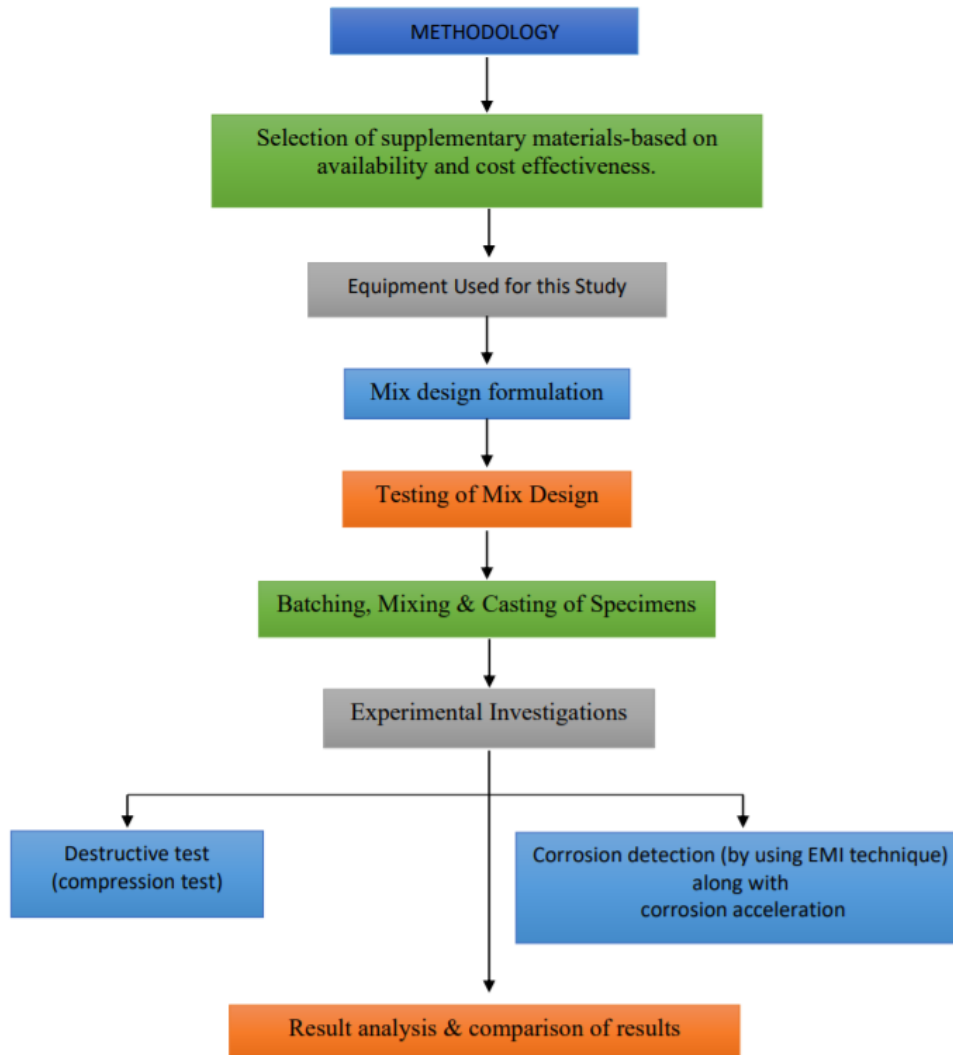 METHODOLOGY
Selection of supplementary materials-based on
availability and cost effectiveness.
Equipment Used for this Study
Mix design formulation
Testing of Mix Design
Batching, Mixing & Casting of Specimens
Experimental Investigations
Destructive test
(compression test)
Corrosion detection (by using EMI technique)
along with
corrosion acceleration
Result analysis & comparison of results